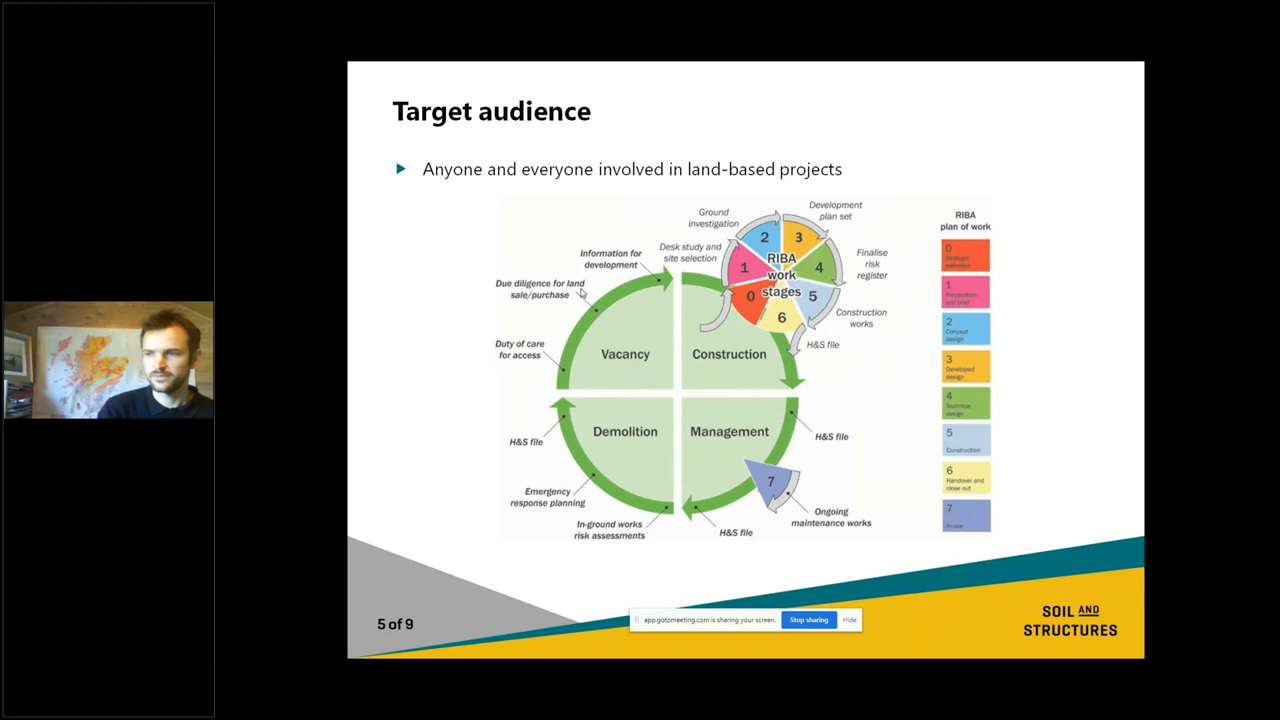 Target audience
Anyone and everyone involved in land-based projects
Ground
investigation
Development
plan set
Desk study and
site selection
Finalise
risk
register
Construction
works
H&S file
RIBA
work
stages
0
1
2
3
4
5
6
Information for
development
Due diligence for land
sale/purchase
Duty of care
for access
Vacancy
Construction
Demolition
Management
H&S file
Emergency
response planning
In-ground works
risk assessments
H&S file
7
Ongoing
maintenance works
H&S file
RIBA
plan of work
0
Strategic
definition
1
Preparation
and brief
2
Concept
design
3
Developed
design
4
Technical
design
5
Construction
6
Handover and
close out
7
In use
5 of 9
app.gotomeeting.com is sharing your screen.
Stop sharing
Hide
SOIL AND
STRUCTURES